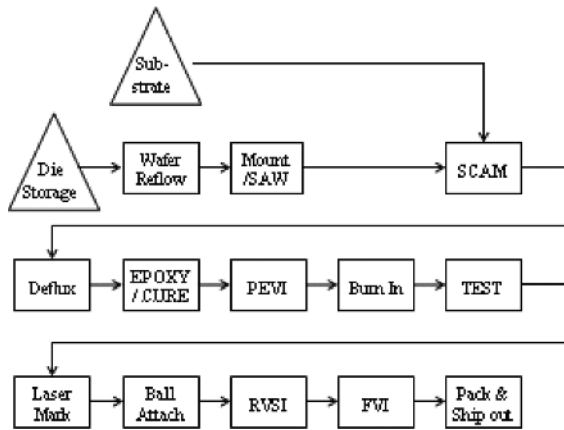 Sub-
strate
Die
Storage
Wafer
Reflow
Mount
/SAW
SCAM
Deflux
EPOXY
/ CURE
PEVI
Burn In
TEST
Laser
Mark
Ball
Attach
RVSI
FVI
Pack &
Ship out